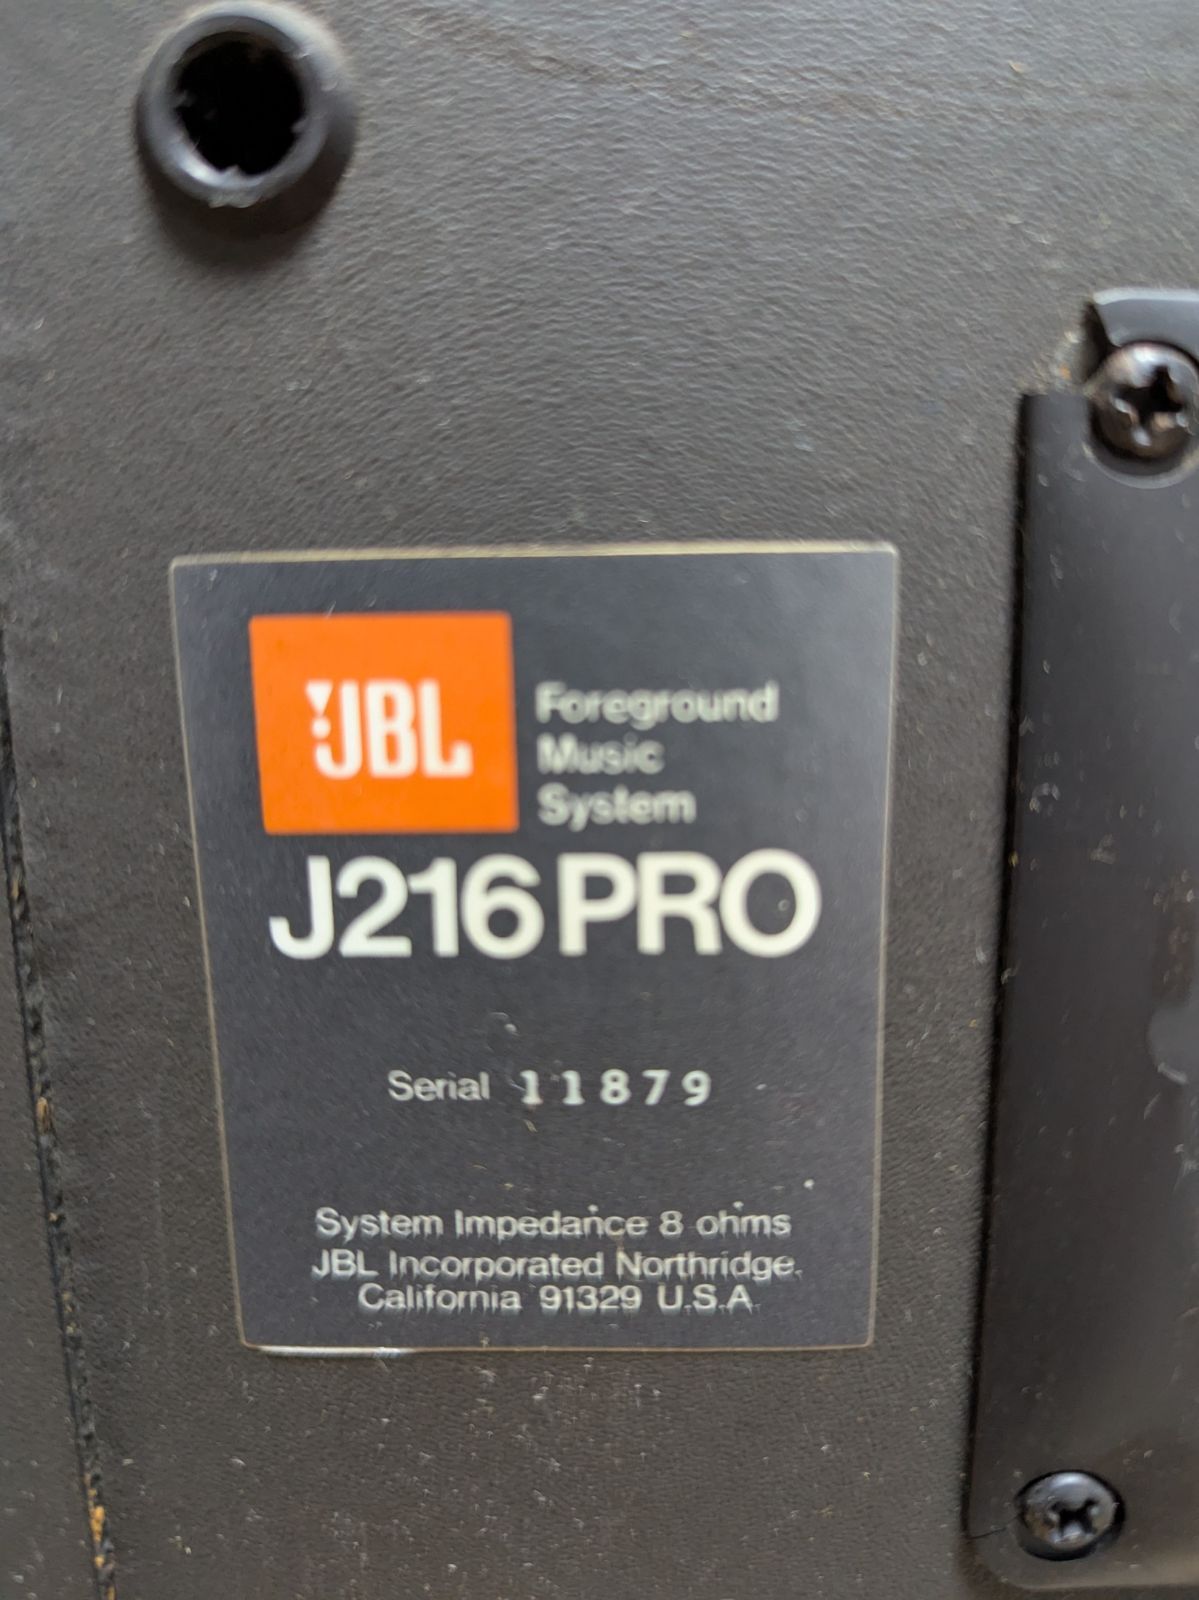 JBL
Foreground
Music
System
J216 PRO
Serial 11879
System Impedance 8 ohms
JBL Incorporated Northridge,
California 91329 U.S.A.